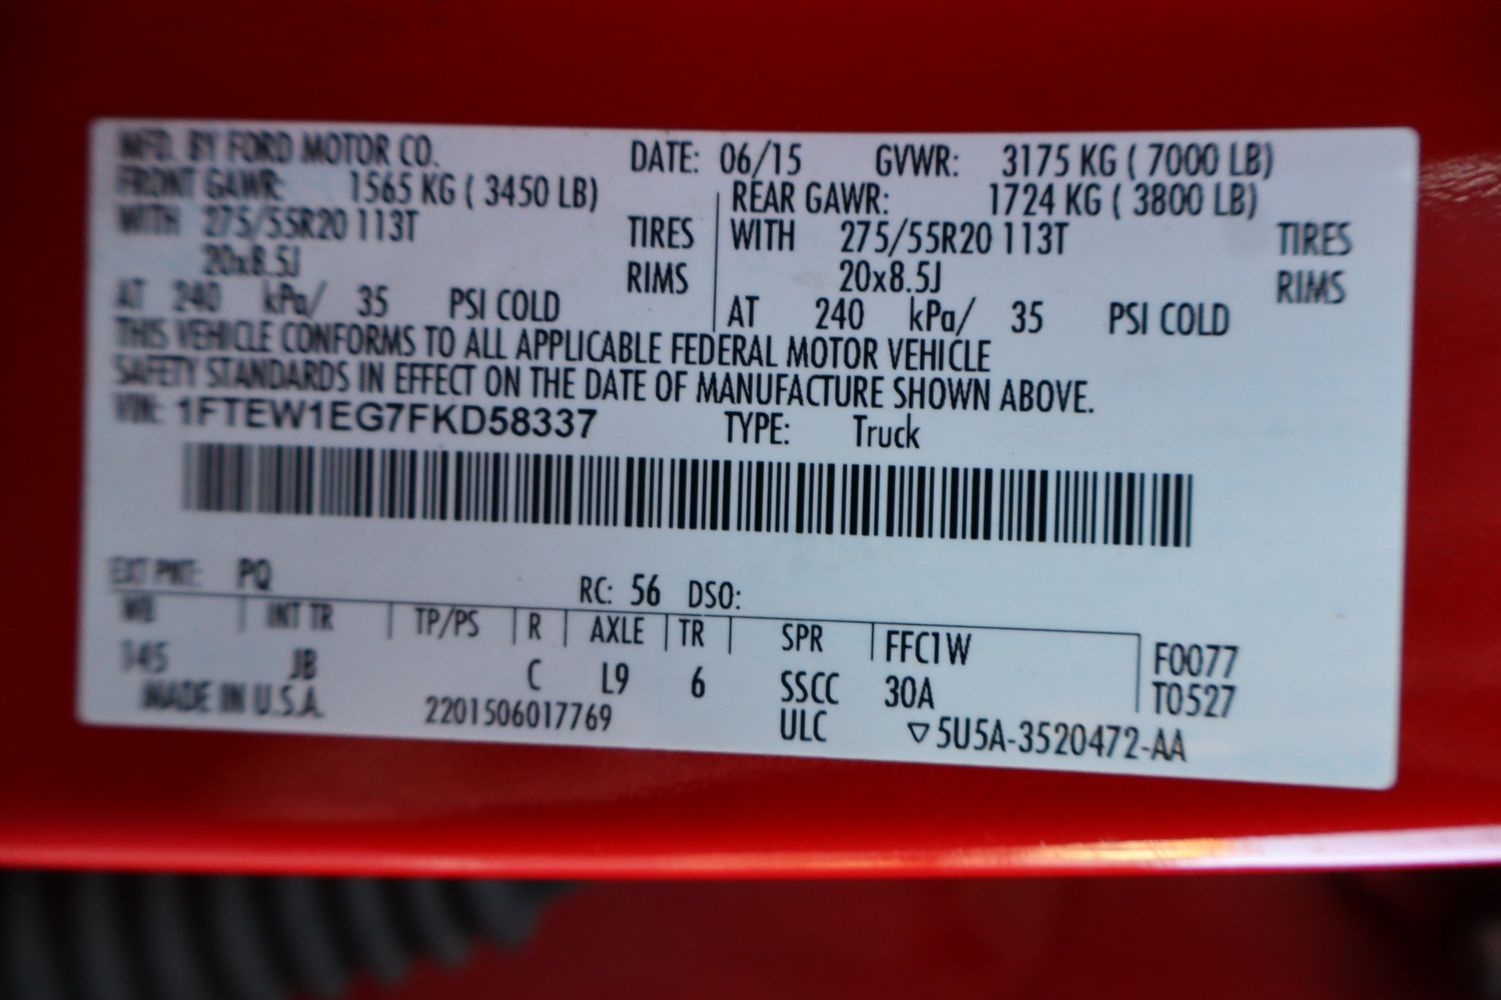 MFD. BY FORD MOTOR CO. DATE: 06/15 GVWR: 3175 KG ( 7000 LB)
FRONT GAWR: 1565 KG ( 3450 LB) REAR GAWR: 1724 KG ( 3800 LB)
WITH 275/55R20 113T TIRES WITH 275/55R20 113T TIRES
20x8.5J RIMS 20x8.5J RIMS
AT 240 kPa/ 35 PSI COLD AT 240 kPa/ 35 PSI COLD
THIS VEHICLE CONFORMS TO ALL APPLICABLE FEDERAL MOTOR VEHICLE
SAFETY STANDARDS IN EFFECT ON THE DATE OF MANUFACTURE SHOWN ABOVE.
VIN: 1FTEW1EG7FKD58337 TYPE: Truck
EXT PNT: PQ RC: 56 DSO:
WB INT TR TP/PS R AXLE TR SPR FFC1W F0077
145 JB C L9 6 SSCC 30A T0527
MADE IN U.S.A. 2201506017769 ULC ▽5U5A-3520472-AA